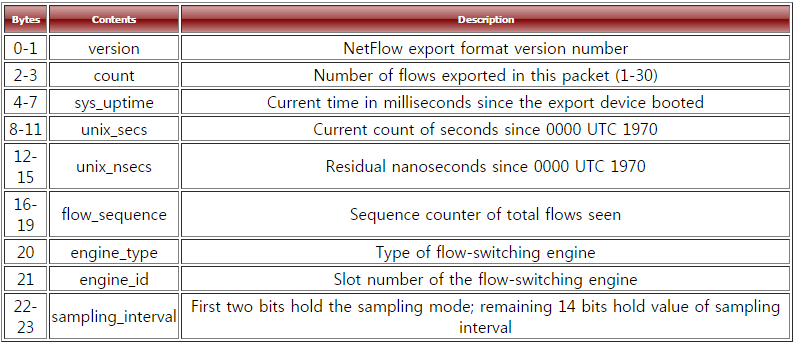 Bytes Contents Description
0-1 version NetFlow export format version number
2-3 count Number of flows exported in this packet (1-30)
4-7 sys_uptime Current time in milliseconds since the export device booted
8-11 unix_secs Current count of seconds since 0000 UTC 1970
12-
15 unix_nsecs Residual nanoseconds since 0000 UTC 1970
16-
19 flow_sequence Sequence counter of total flows seen
20 engine_type Type of flow-switching engine
21 engine_id Slot number of the flow-switching engine
22-
23 sampling_interval First two bits hold the sampling mode; remaining 14 bits hold value of sampling
interval